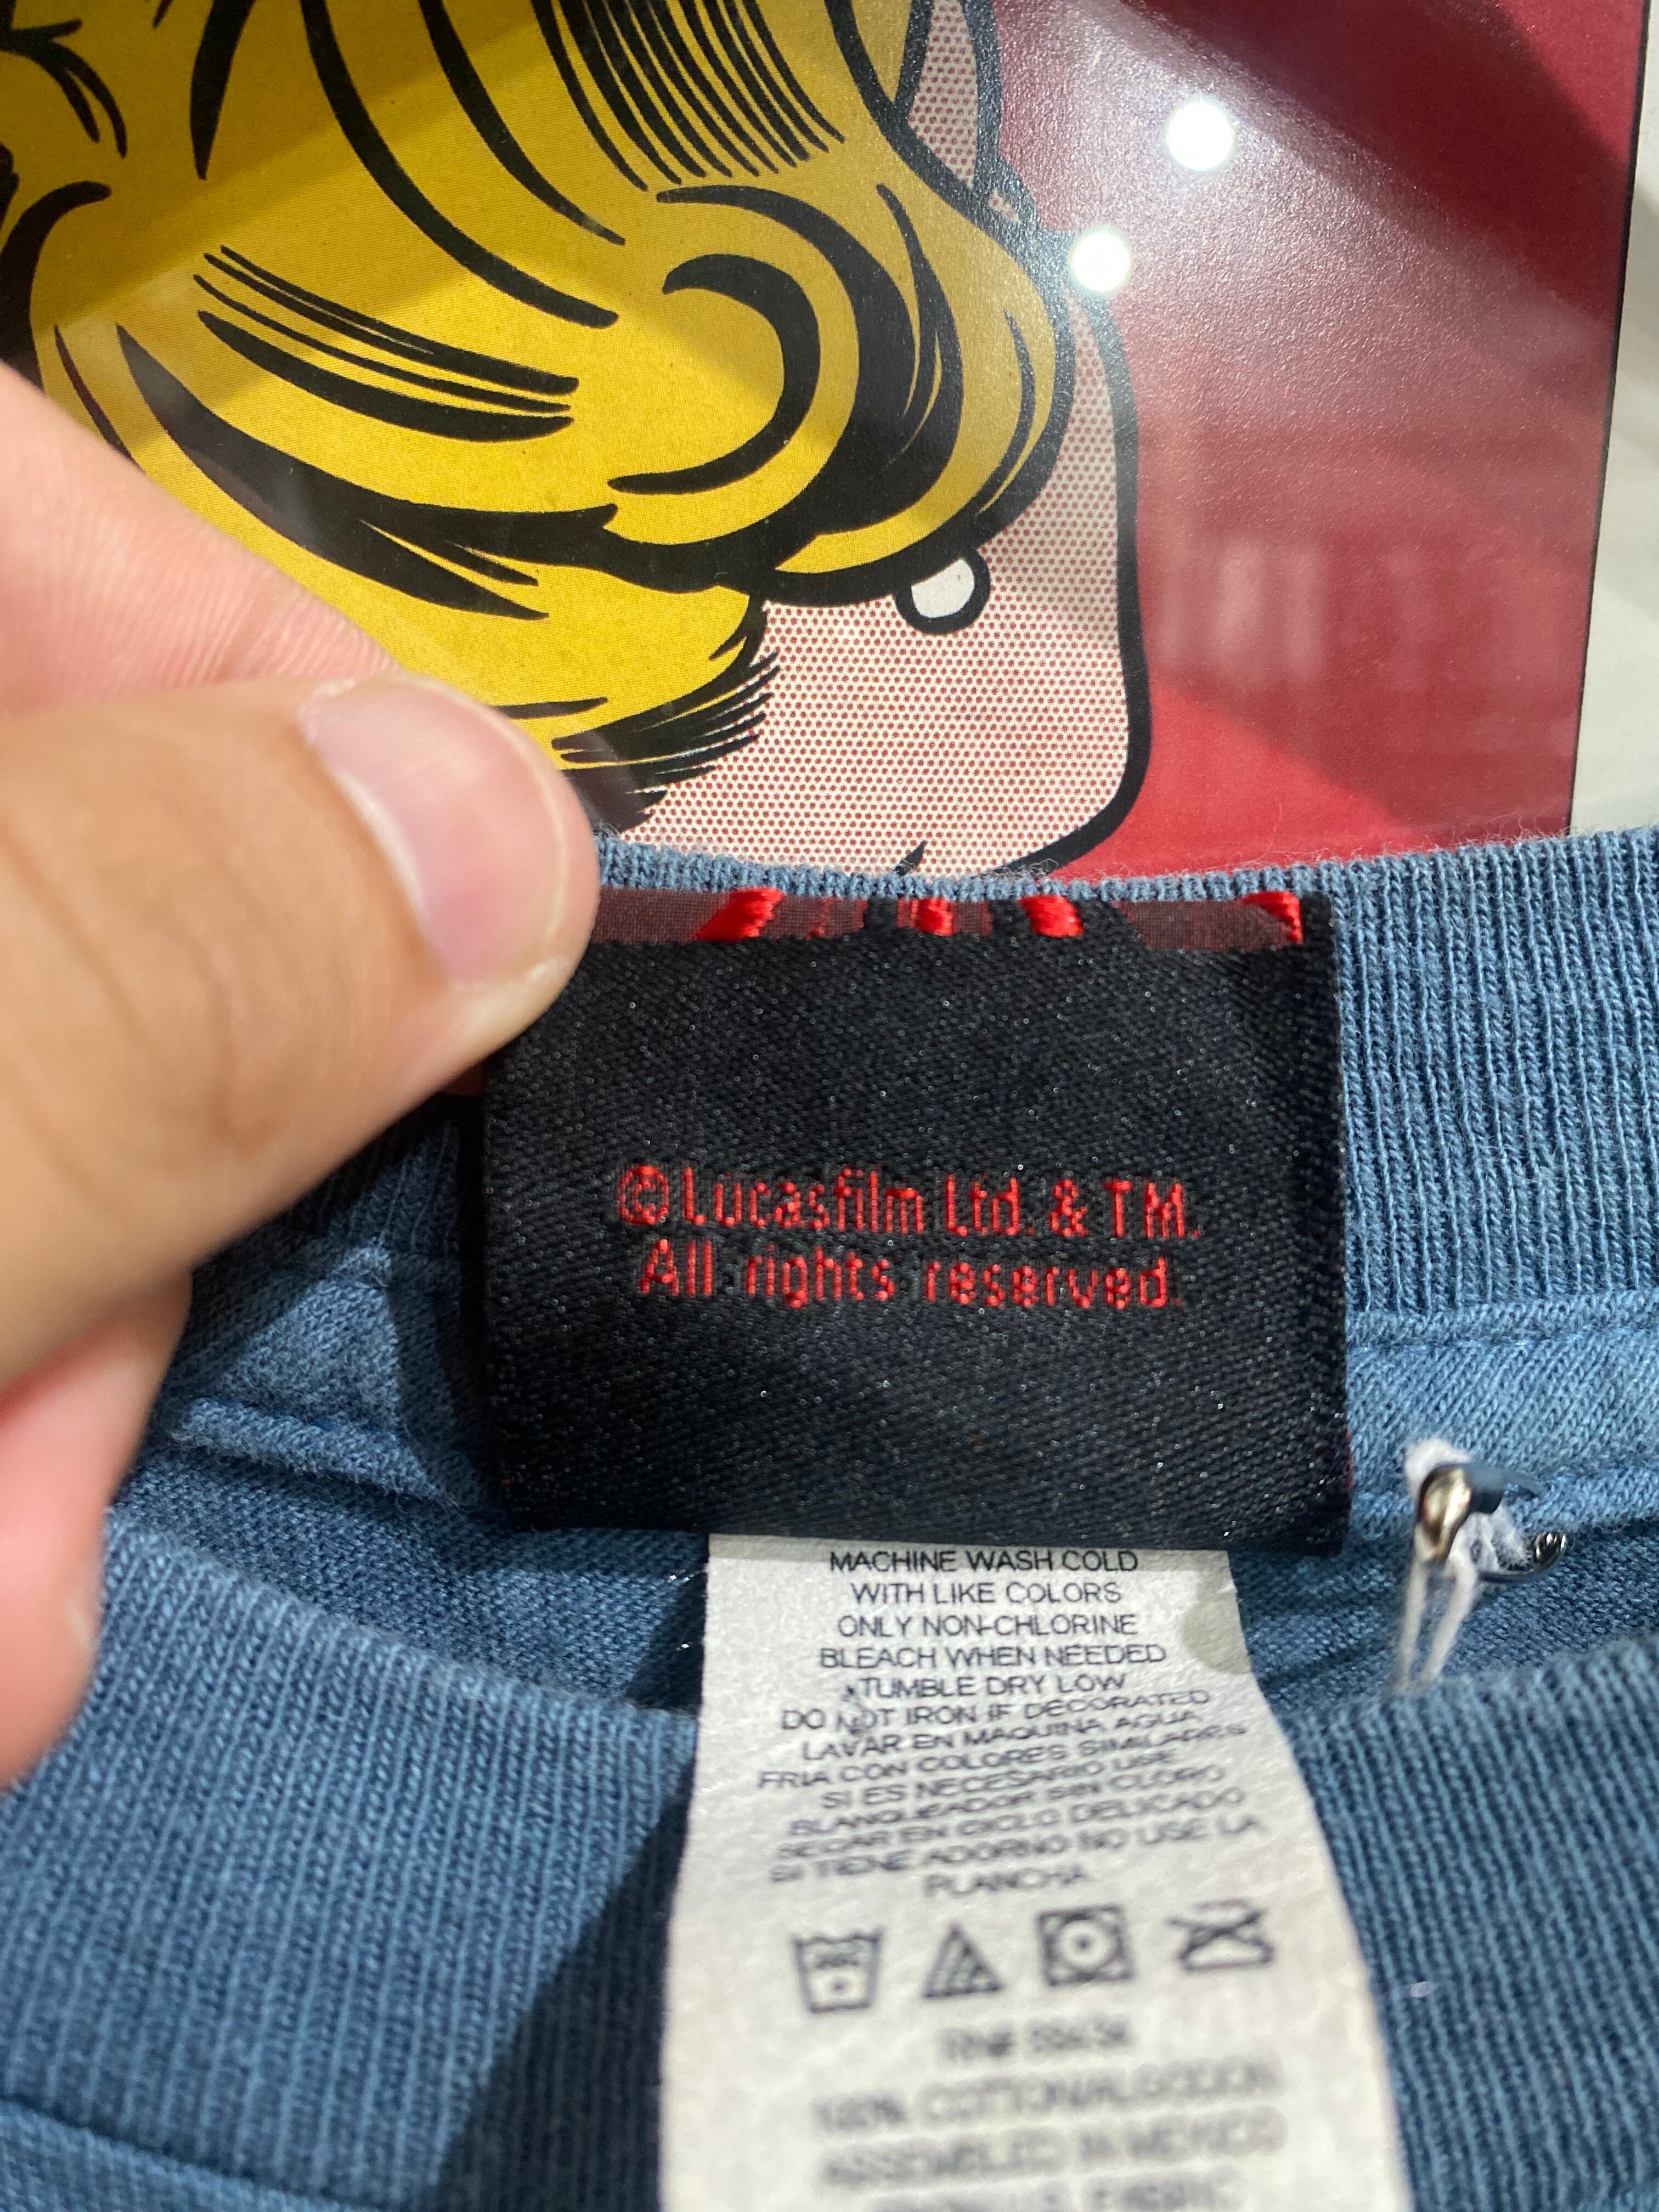 ©Lucasfilm Ltd. & TM.
All rights reserved.
MACHINE WASH COLD
WITH LIKE COLORS
ONLY NON-CHLORINE
BLEACH WHEN NEEDED
TUMBLE DRY LOW
DO NOT IRON IF DECORATED
LAVAR EN MAQUINA AGUA
FRIA CON COLORES SIMILARES
SI ES NECESARIO USE
BLANQUEADOR SIN CLORO
SECAR EN CICLO DELICADO
SI TIENE ADORNO NO USE LA
PLANCHA
RN#
100% COTTON/ALGODON
ASSEMBLED IN MEXICO